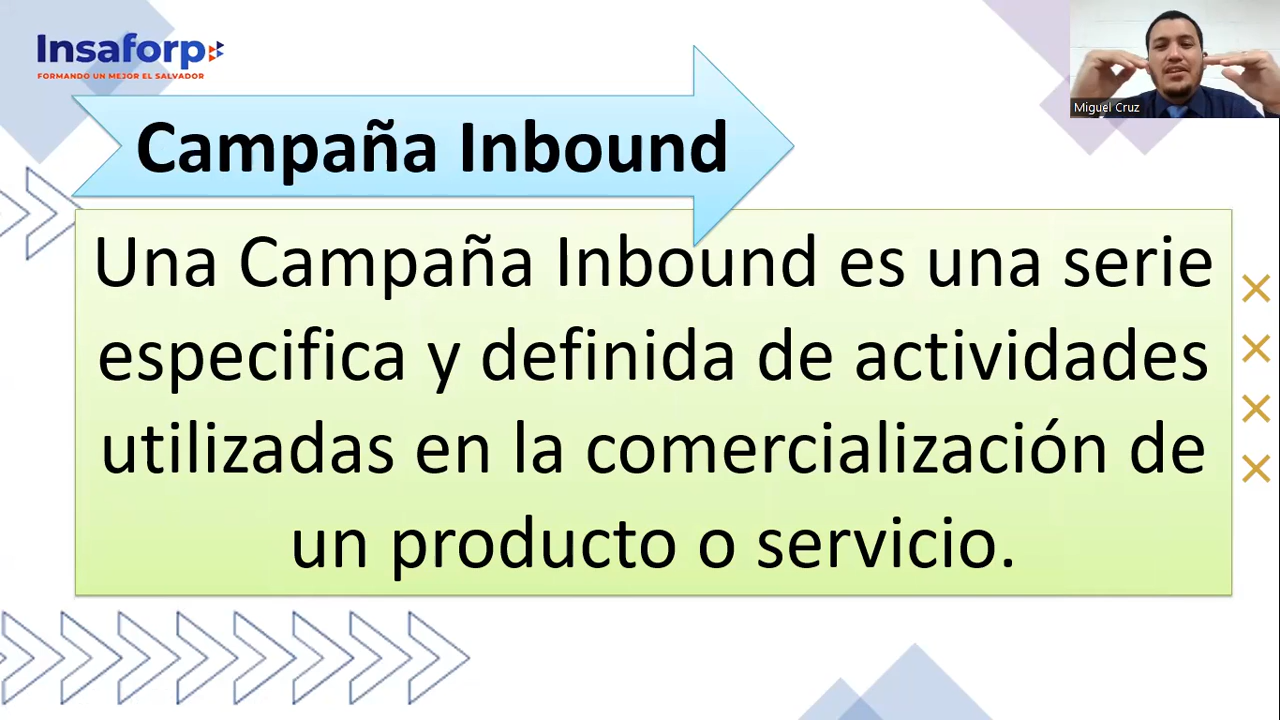 Insaforp
FORMANDO UN MEJOR EL SALVADOR
Miguel Cruz
Campaña Inbound
Una Campaña Inbound es una serie
especifica y definida de actividades
utilizadas en la comercialización de
un producto o servicio.